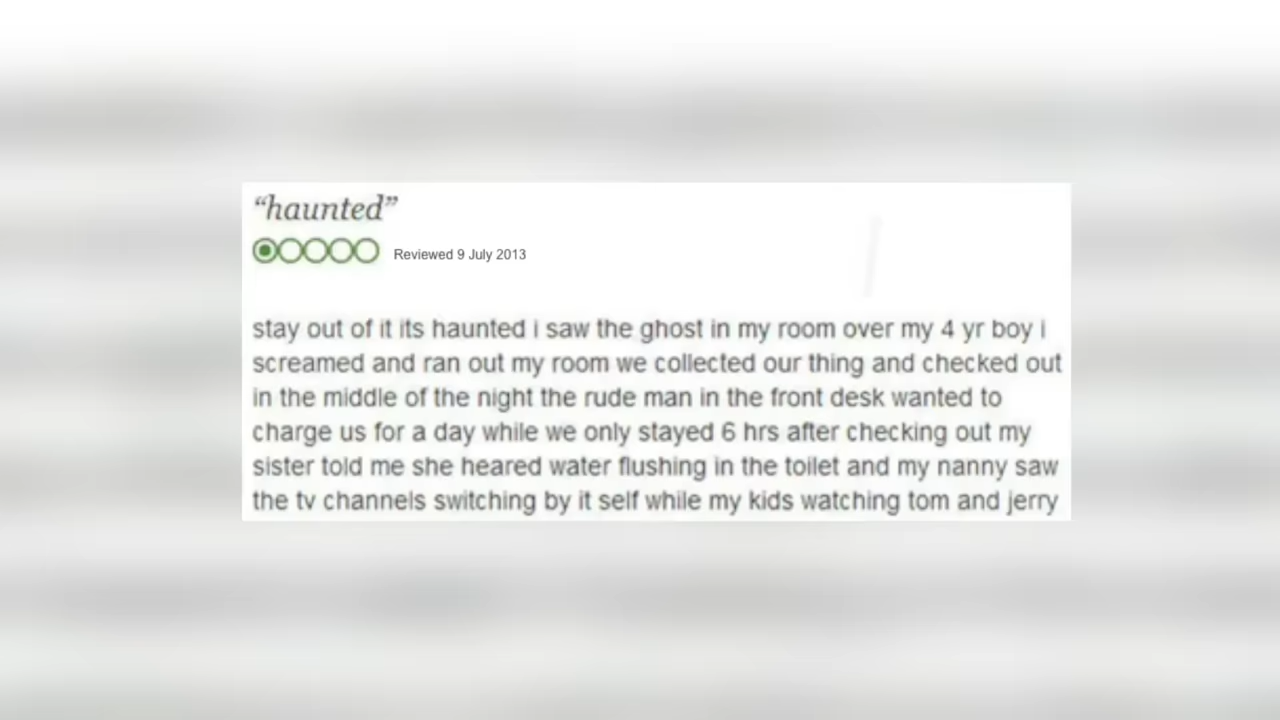 “haunted”
Reviewed 9 July 2013
stay out of it its haunted i saw the ghost in my room over my 4 yr boy i
screamed and ran out my room we collected our thing and checked out
in the middle of the night the rude man in the front desk wanted to
charge us for a day while we only stayed 6 hrs after checking out my
sister told me she heared water flushing in the toilet and my nanny saw
the tv channels switching by it self while my kids watching tom and jerry